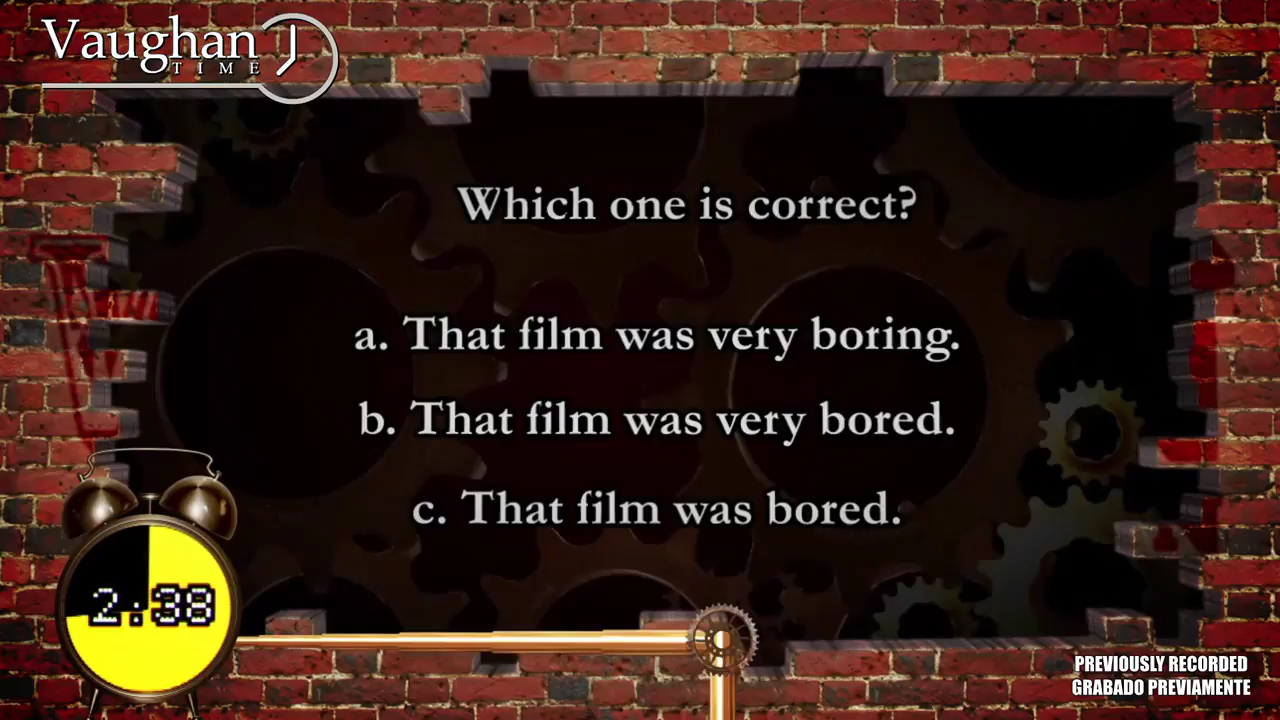 Vaughan
TIME
Which one is correct?
a. That film was very boring.
b. That film was very bored.
c. That film was bored.
2:38
PREVIOUSLY RECORDED
GRABADO PREVIAMENTE